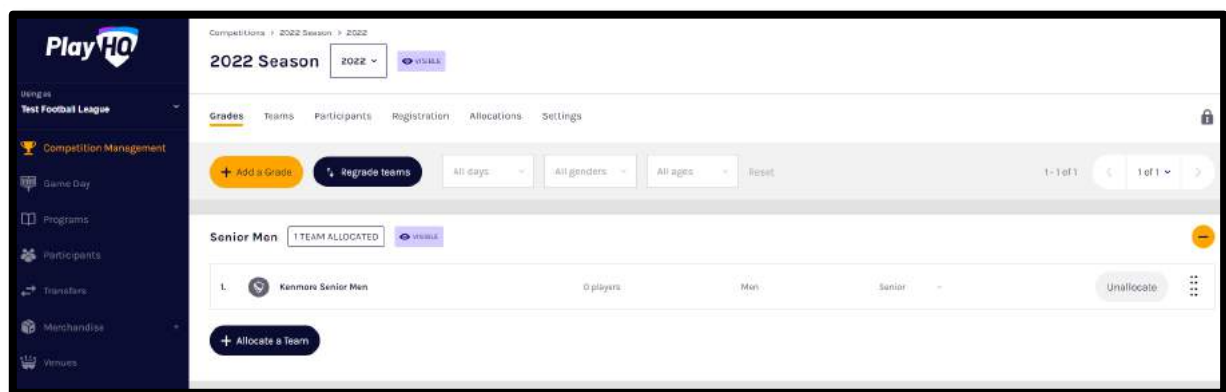 PlayHQ
Using as
Test Football League
Competition Management
Game Day
Programs
Participants
Transfers
Merchandise
Venues
Competitions > 2022 Season > 2022
2022 Season 2022 VISIBLE
Grades Teams Participants Registration Allocations Settings
+ Add a Grade Regrade teams All days All genders All ages Reset 1-1 of 1 1 of 1
Senior Men 1 TEAM ALLOCATED VISIBLE
1. Kenmore Senior Men 0 players Men Senior - Unallocate
+ Allocate a Team